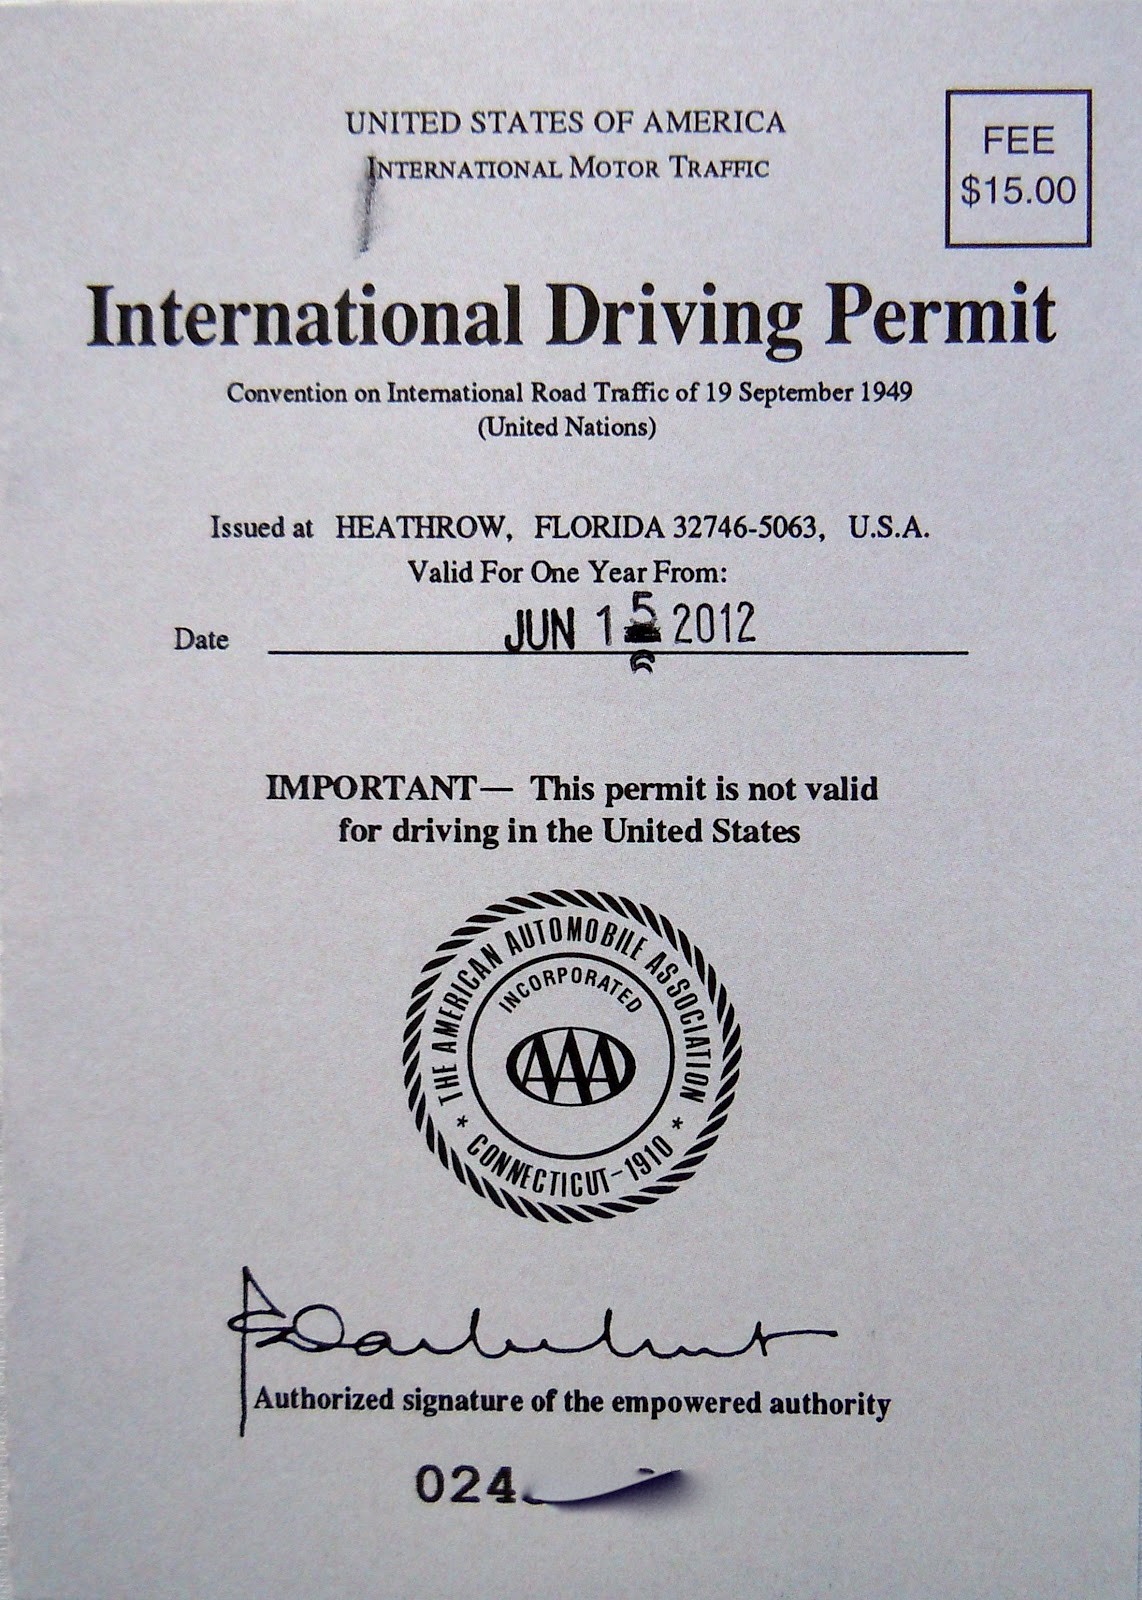 UNITED STATES OF AMERICA
INTERNATIONAL MOTOR TRAFFIC
FEE
$15.00
International Driving Permit
Convention on International Road Traffic of 19 September 1949
(United Nations)
Issued at HEATHROW, FLORIDA 32746-5063, U.S.A.
Valid For One Year From:
Date JUN 15 2012
IMPORTANT— This permit is not valid
for driving in the United States
THE AMERICAN AUTOMOBILE ASSOCIATION
INCORPORATED
AAA
* CONNECTICUT-1910 *
Authorized signature of the empowered authority
024